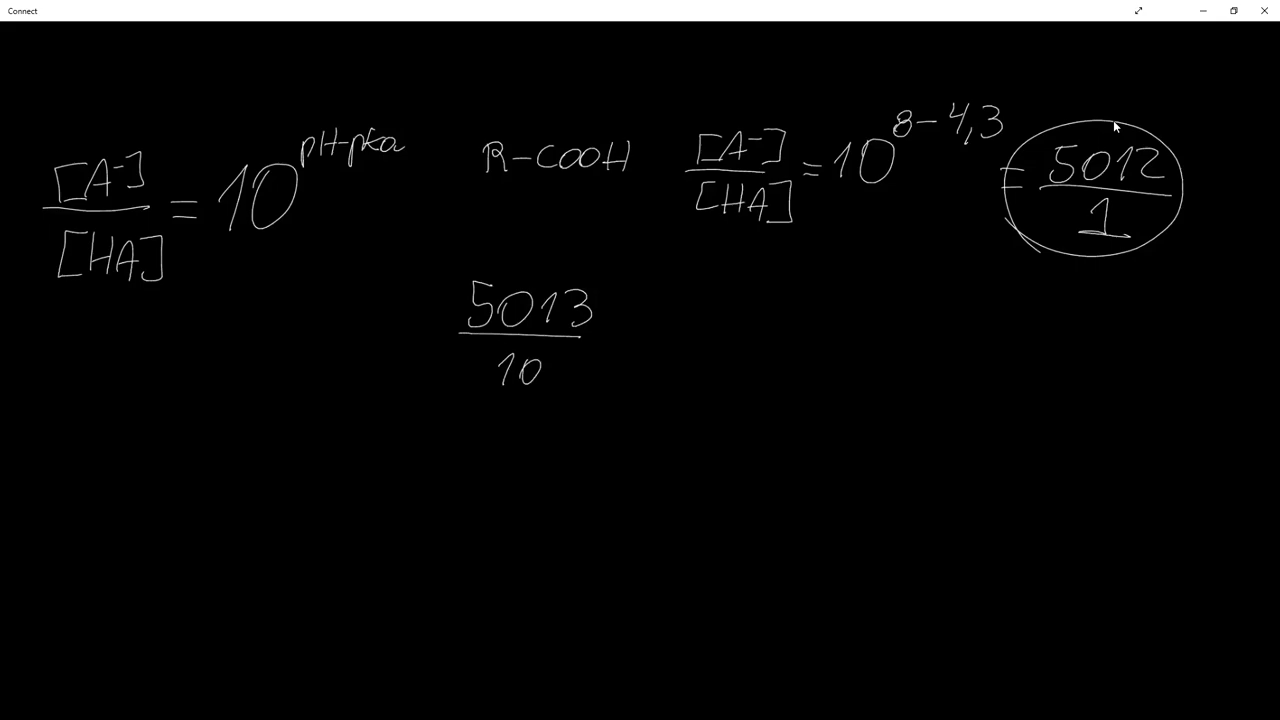 Connect
[A-]/[HA] = 10^pH-pKa
R-COOH
[A-]/[HA] = 10^8-4,3 = 5012/1
5013/10